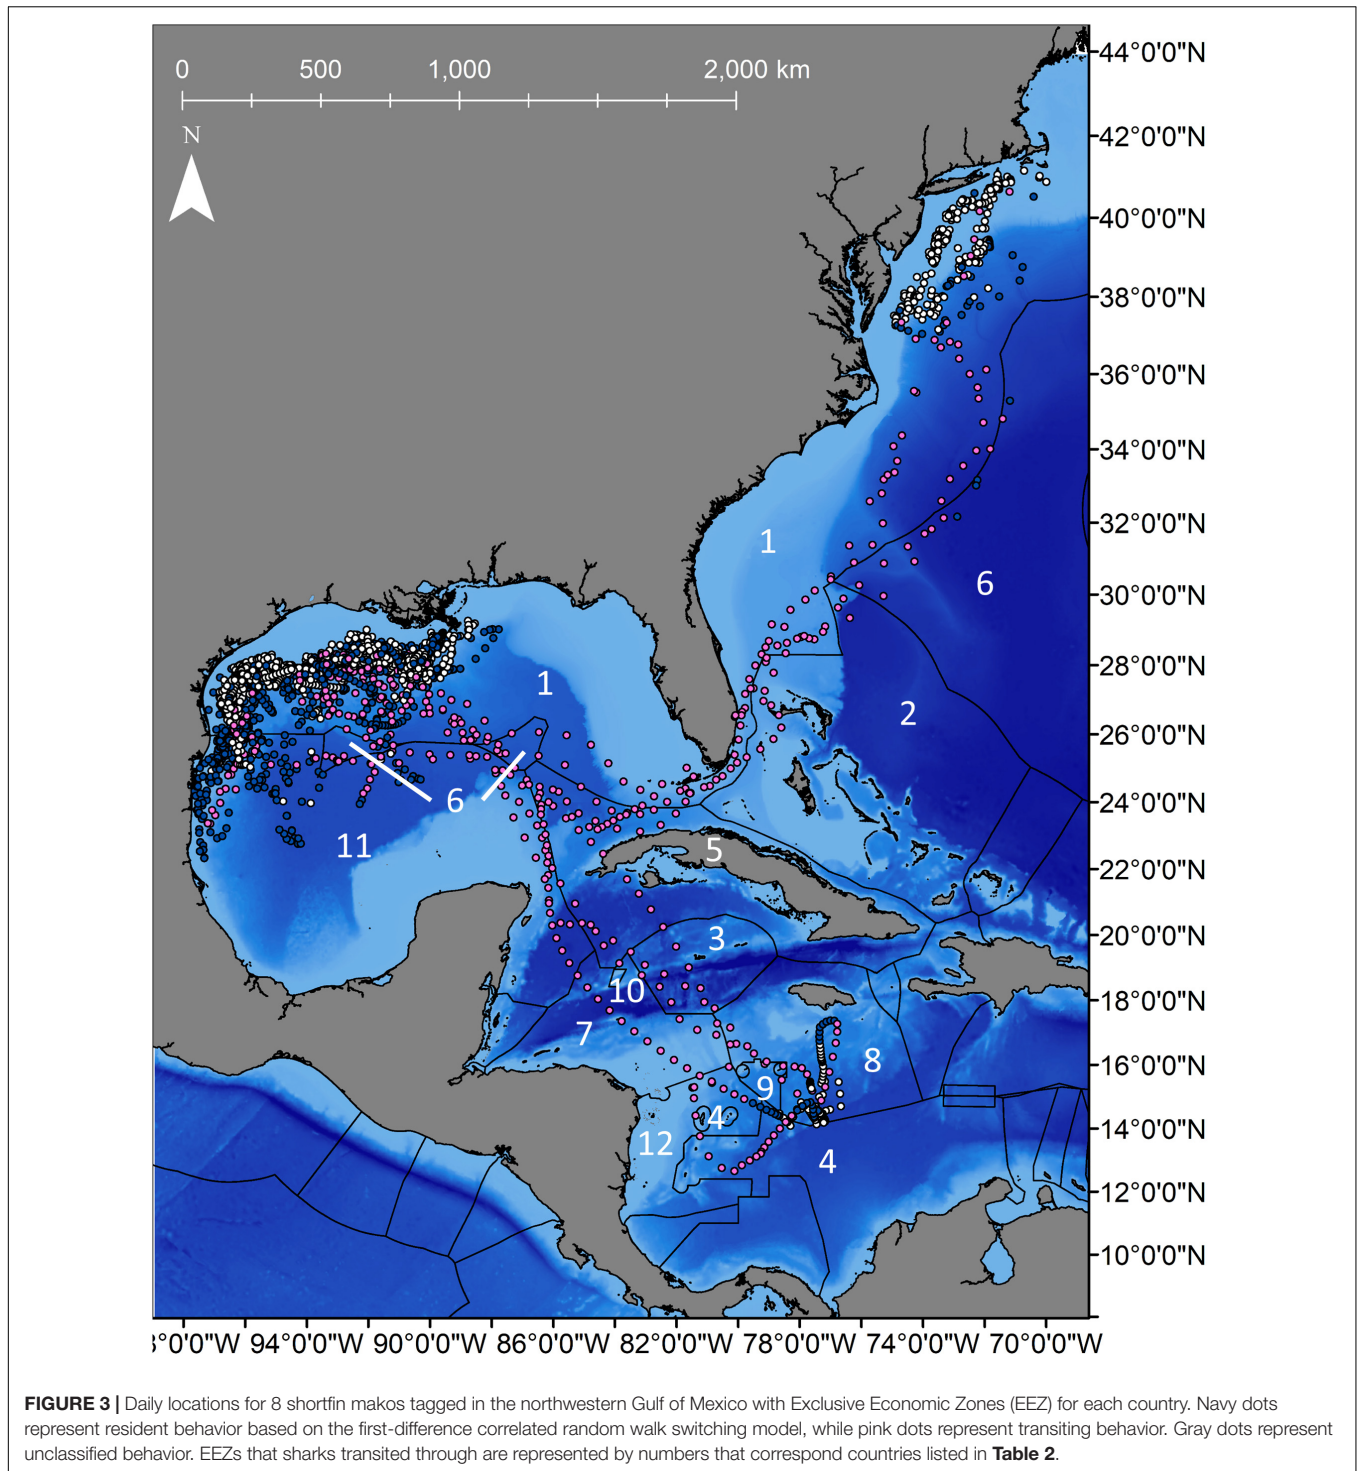 0 500 1,000 2,000 km
N
44°0'0"N
42°0'0"N
40°0'0"N
38°0'0"N
36°0'0"N
34°0'0"N
32°0'0"N
30°0'0"N
28°0'0"N
26°0'0"N
24°0'0"N
22°0'0"N
20°0'0"N
18°0'0"N
16°0'0"N
14°0'0"N
12°0'0"N
10°0'0"N
1
6
1
2
6
11
5
3
10
7
8
9
4
12
4
°0'0"W 94°0'0"W 90°0'0"W 86°0'0"W 82°0'0"W 78°0'0"W 74°0'0"W 70°0'0"W
FIGURE 3 | Daily locations for 8 shortfin makos tagged in the northwestern Gulf of Mexico with Exclusive Economic Zones (EEZ) for each country. Navy dots
represent resident behavior based on the first-difference correlated random walk switching model, while pink dots represent transiting behavior. Gray dots represent
unclassified behavior. EEZs that sharks transited through are represented by numbers that correspond countries listed in Table 2.